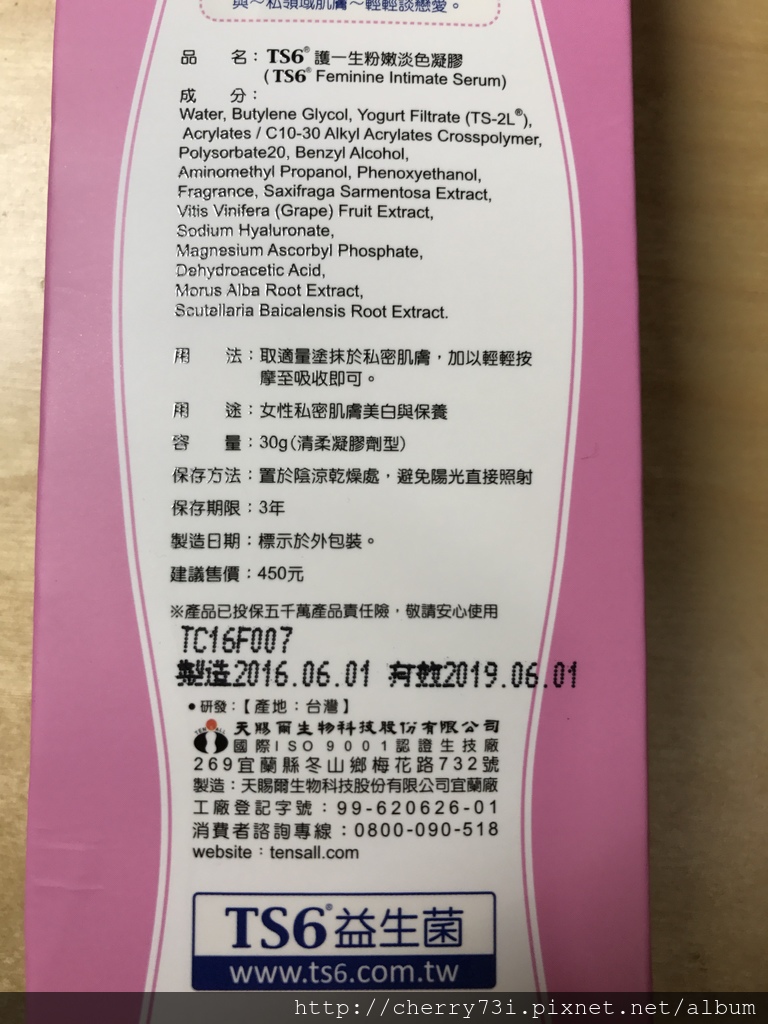 與～私領域肌膚～輕輕談戀愛。
品 名：TS6® 護一生粉嫩淡色凝膠
（TS6® Feminine Intimate Serum）
成 分：
Water, Butylene Glycol, Yogurt Filtrate (TS-2L®),
Acrylates / C10-30 Alkyl Acrylates Crosspolymer,
Polysorbate20, Benzyl Alcohol,
Aminomethyl Propanol, Phenoxyethanol,
Fragrance, Saxifraga Sarmentosa Extract,
Vitis Vinifera (Grape) Fruit Extract,
Sodium Hyaluronate,
Magnesium Ascorbyl Phosphate,
Dehydroacetic Acid,
Morus Alba Root Extract,
Scutellaria Baicalensis Root Extract.
用 法：取適量塗抹於私密肌膚，加以輕輕按
摩至吸收即可。
用 途：女性私密肌膚美白與保養
容 量：30g（清柔凝膠劑型）
保存方法：置於陰涼乾燥處，避免陽光直接照射
保存期限：3年
製造日期：標示於外包裝。
建議售價：450元
※產品已投保五千萬產品責任險，敬請安心使用
TC16F007
製造2016.06.01 有效2019.06.01
•研發：【產地：台灣】
TEN ALL 天賜爾生物科技股份有限公司
國際ISO 9001認證生技廠
269宜蘭縣冬山鄉梅花路732號
製造：天賜爾生物科技股份有限公司宜蘭廠
工廠登記字號：99-620626-01
消費者諮詢專線：0800-090-518
website：tensall.com
TS6®益生菌
www.ts6.com.tw
http://cherry73i.pixnet.net/album